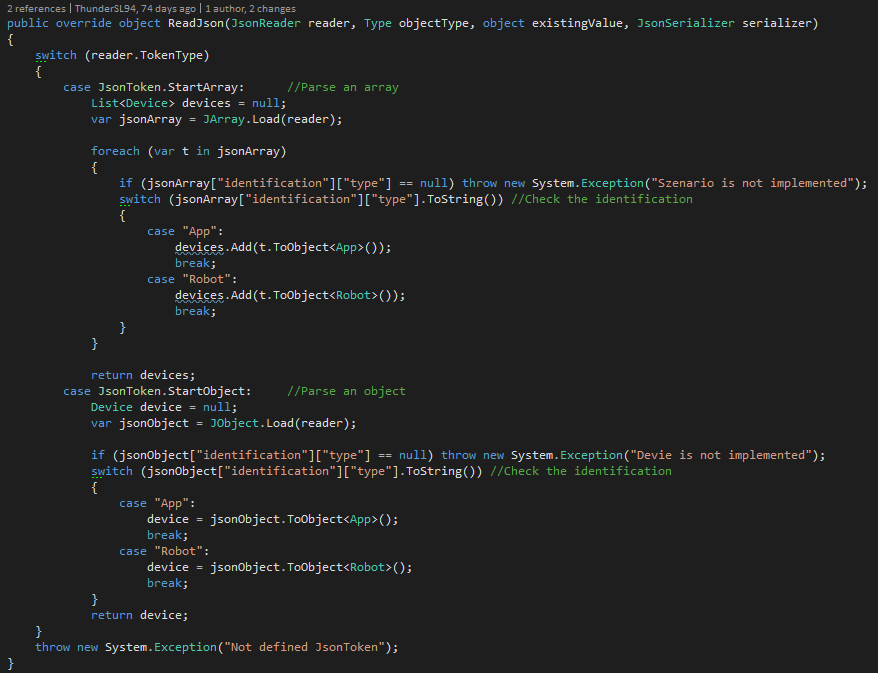 2 references | ThunderSL94, 74 days ago | 1 author, 2 changes
public override object ReadJson(JsonReader reader, Type objectType, object existingValue, JsonSerializer serializer)
{
    switch (reader.TokenType)
    {
        case JsonToken.StartArray:      //Parse an array
            List<Device> devices = null;
            var jsonArray = JArray.Load(reader);

            foreach (var t in jsonArray)
            {
                if (jsonArray["identification"]["type"] == null) throw new System.Exception("Szenario is not implemented");
                switch (jsonArray["identification"]["type"].ToString()) //Check the identification
                {
                    case "App":
                        devices.Add(t.ToObject<App>());
                        break;
                    case "Robot":
                        devices.Add(t.ToObject<Robot>());
                        break;
                }
            }

            return devices;
        case JsonToken.StartObject:     //Parse an object
            Device device = null;
            var jsonObject = JObject.Load(reader);

            if (jsonObject["identification"]["type"] == null) throw new System.Exception("Devie is not implemented");
            switch (jsonObject["identification"]["type"].ToString()) //Check the identification
            {
                case "App":
                    device = jsonObject.ToObject<App>();
                    break;
                case "Robot":
                    device = jsonObject.ToObject<Robot>();
                    break;
            }
            return device;
    }
    throw new System.Exception("Not defined JsonToken");
}